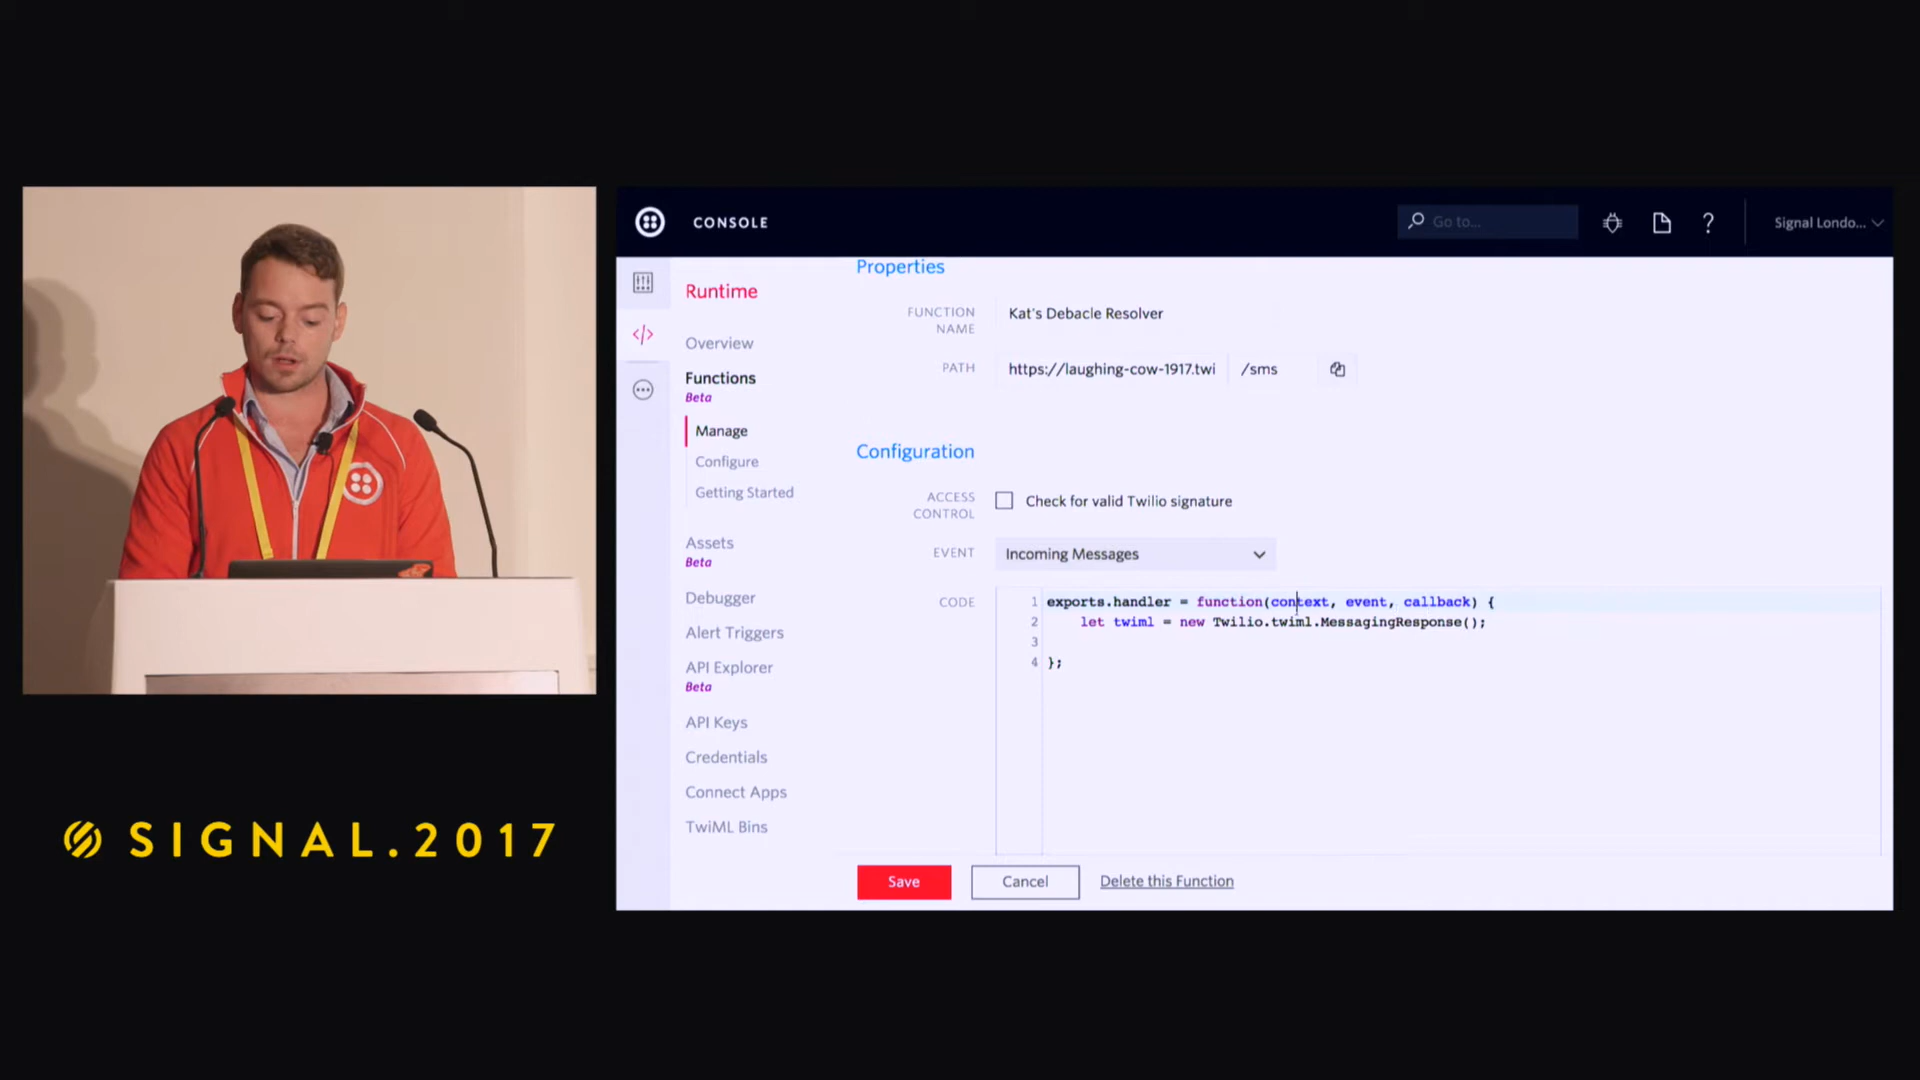 CONSOLE
Go to...
?
Signal Londo...
Runtime
Overview
Functions
Beta
Manage
Configure
Getting Started
Assets
Beta
Debugger
Alert Triggers
API Explorer
Beta
API Keys
Credentials
Connect Apps
TwiML Bins
Properties
FUNCTION
NAME
Kat's Debacle Resolver
PATH
https://laughing-cow-1917.twi
/sms
Configuration
ACCESS
CONTROL
Check for valid Twilio signature
EVENT
Incoming Messages
CODE
1 exports.handler = function(context, event, callback) {
2 let twiml = new Twilio.twiml.MessagingResponse();
3
4 };
Save
Cancel
Delete this Function
SIGNAL.2017